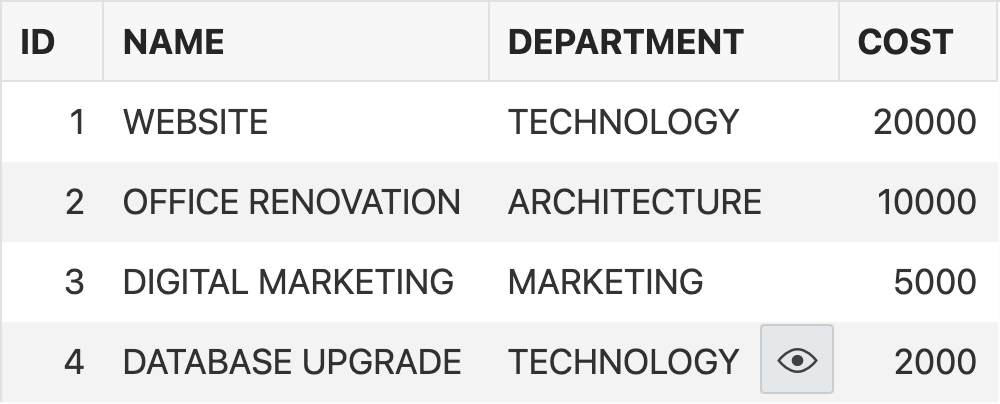 ID NAME DEPARTMENT COST
1 WEBSITE TECHNOLOGY 20000
2 OFFICE RENOVATION ARCHITECTURE 10000
3 DIGITAL MARKETING MARKETING 5000
4 DATABASE UPGRADE TECHNOLOGY 2000